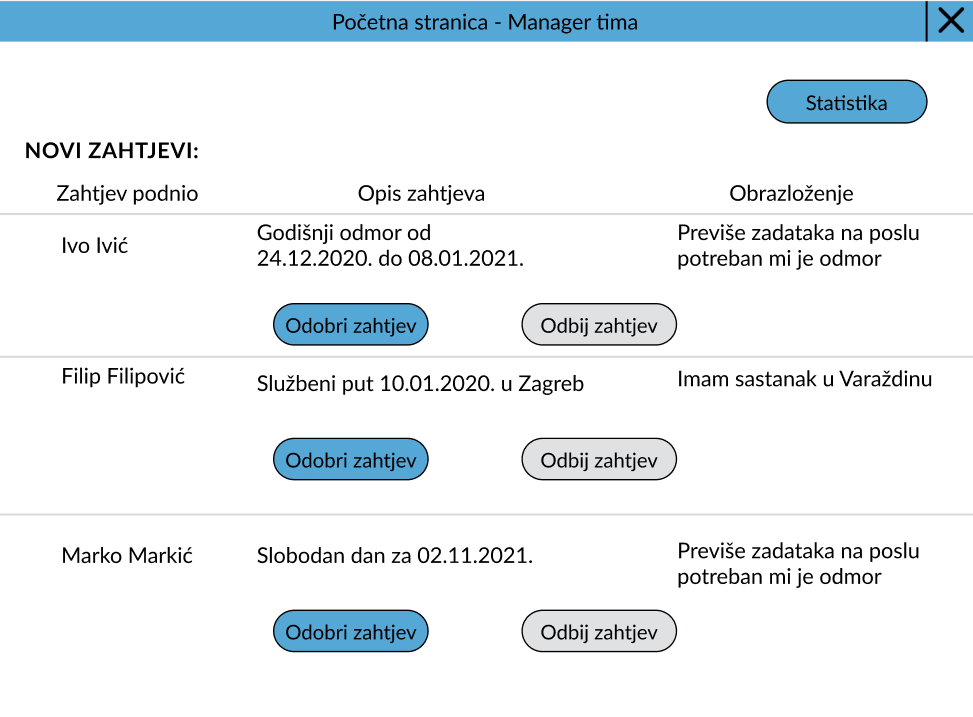 Početna stranica - Manager tima
Statistika
NOVI ZAHTJEVI:
Zahtjev podnio
Opis zahtjeva
Obrazloženje
Ivo Ivić
Godišnji odmor od
24.12.2020. do 08.01.2021.
Previše zadataka na poslu
potreban mi je odmor
Odobri zahtjev
Odbij zahtjev
Filip Filipović
Službeni put 10.01.2020. u Zagreb
Imam sastanak u Varaždinu
Odobri zahtjev
Odbij zahtjev
Marko Markić
Slobodan dan za 02.11.2021.
Previše zadataka na poslu
potreban mi je odmor
Odobri zahtjev
Odbij zahtjev